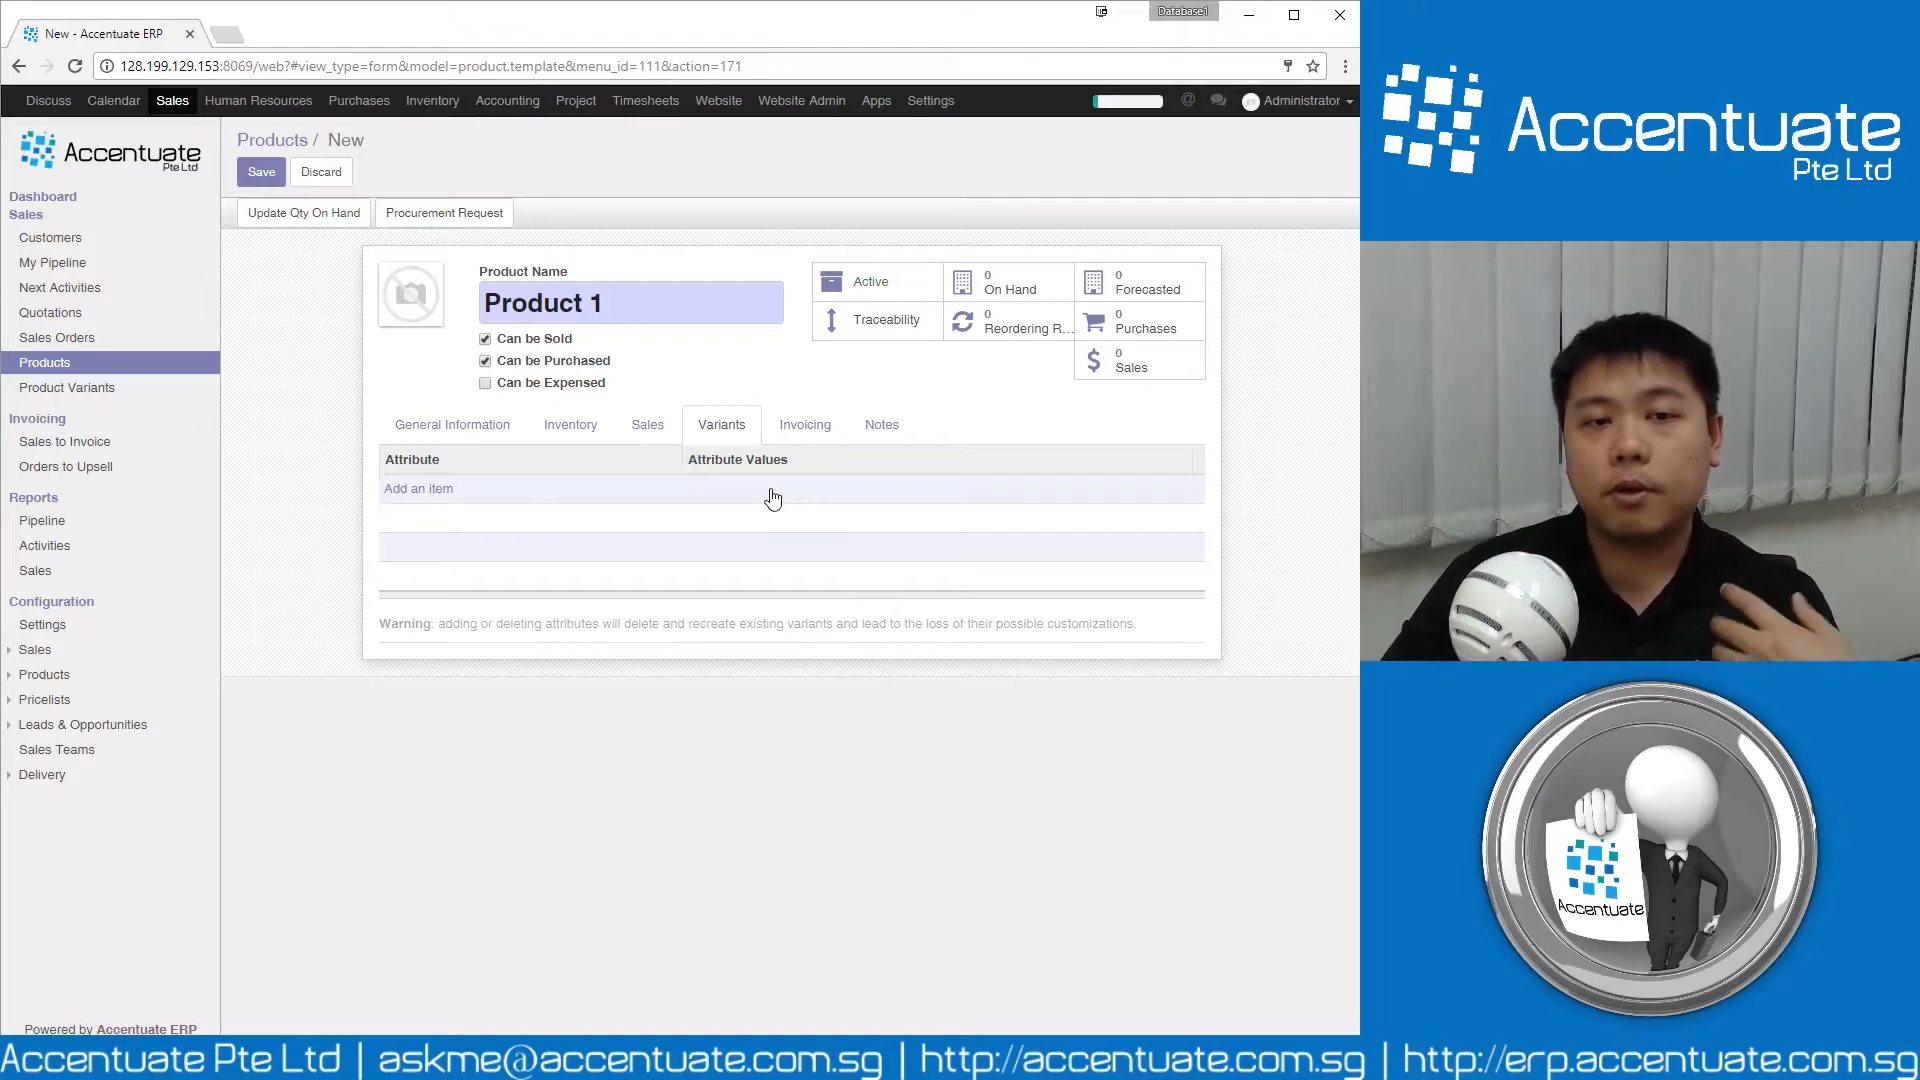 Database1
New - Accentuate ERP
128.199.129.153:8069/web?#view_type=form&model=product.template&menu_id=111&action=171
Discuss Calendar Sales Human Resources Purchases Inventory Accounting Project Timesheets Website Website Admin Apps Settings Administrator
Accentuate
Pte Ltd
Dashboard
Sales
Customers
My Pipeline
Next Activities
Quotations
Sales Orders
Products
Product Variants
Invoicing
Sales to Invoice
Orders to Upsell
Reports
Pipeline
Activities
Sales
Configuration
Settings
Sales
Products
Pricelists
Leads & Opportunities
Sales Teams
Delivery
Powered by Accentuate ERP
Products / New
Save Discard
Update Qty On Hand Procurement Request
Product Name
Product 1
Can be Sold
Can be Purchased
Can be Expensed
Active
0
On Hand
0
Forecasted
Traceability
0
Reordering R...
0
Purchases
0
Sales
General Information Inventory Sales Variants Invoicing Notes
Attribute Attribute Values
Add an item
Warning: adding or deleting attributes will delete and recreate existing variants and lead to the loss of their possible customizations.
Accentuate
Pte Ltd
Accentuate
Accentuate Pte Ltd | askme@accentuate.com.sg | http://accentuate.com.sg | http://erp.accentuate.com.sg